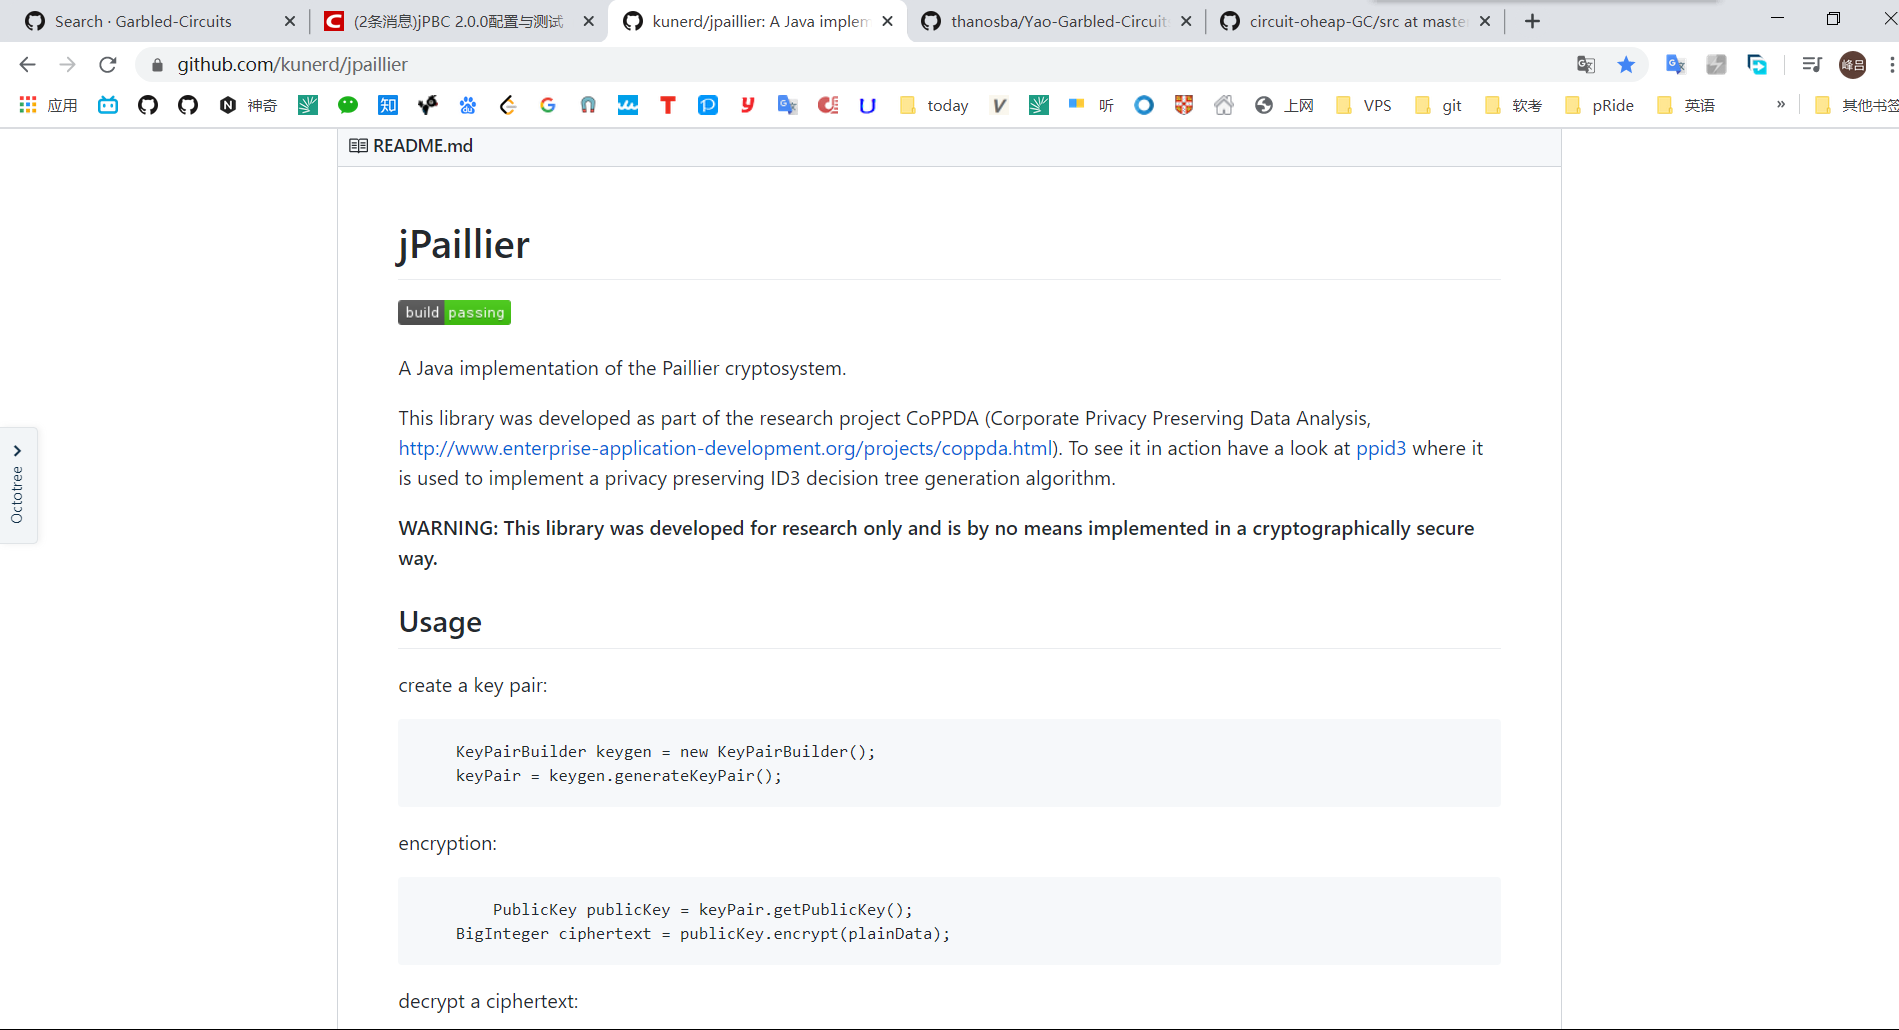 Search · Garbled-Circuits
(2条消息)jPBC 2.0.0配置与测试
kunerd/jpaillier: A Java implem
thanosba/Yao-Garbled-Circuits
circuit-oheap-GC/src at master
github.com/kunerd/jpaillier
峰吕
应用
神奇
today
听
上网
VPS
git
软考
pRide
英语
»
其他书签
README.md
jPaillier
build passing
A Java implementation of the Paillier cryptosystem.
This library was developed as part of the research project CoPPDA (Corporate Privacy Preserving Data Analysis,
http://www.enterprise-application-development.org/projects/coppda.html). To see it in action have a look at ppid3 where it
is used to implement a privacy preserving ID3 decision tree generation algorithm.
Octotree
WARNING: This library was developed for research only and is by no means implemented in a cryptographically secure
way.
Usage
create a key pair:
KeyPairBuilder keygen = new KeyPairBuilder();
keyPair = keygen.generateKeyPair();
encryption:
PublicKey publicKey = keyPair.getPublicKey();
BigInteger ciphertext = publicKey.encrypt(plainData);
decrypt a ciphertext: